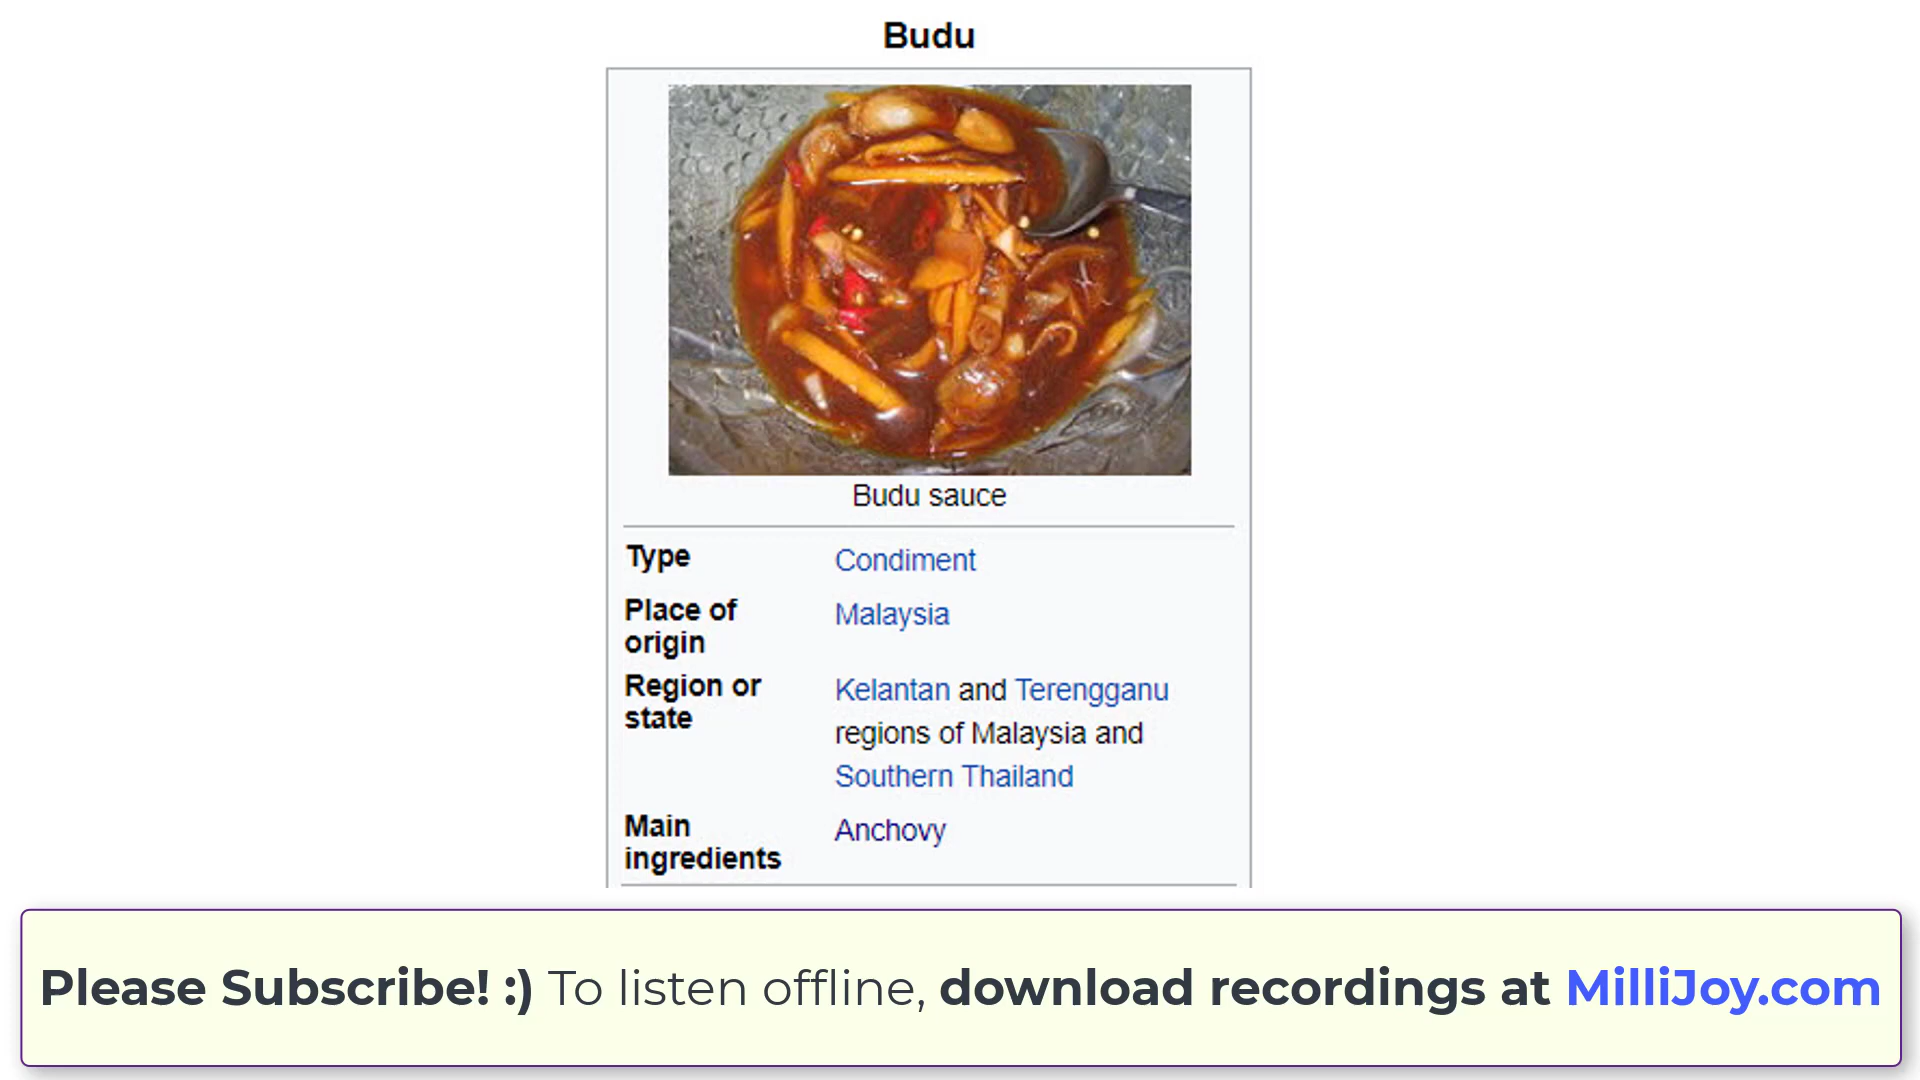 Budu
Budu sauce
Type Condiment
Place of origin Malaysia
Region or state Kelantan and Terengganu
regions of Malaysia and
Southern Thailand
Main ingredients Anchovy
Please Subscribe! :) To listen offline, download recordings at MilliJoy.com